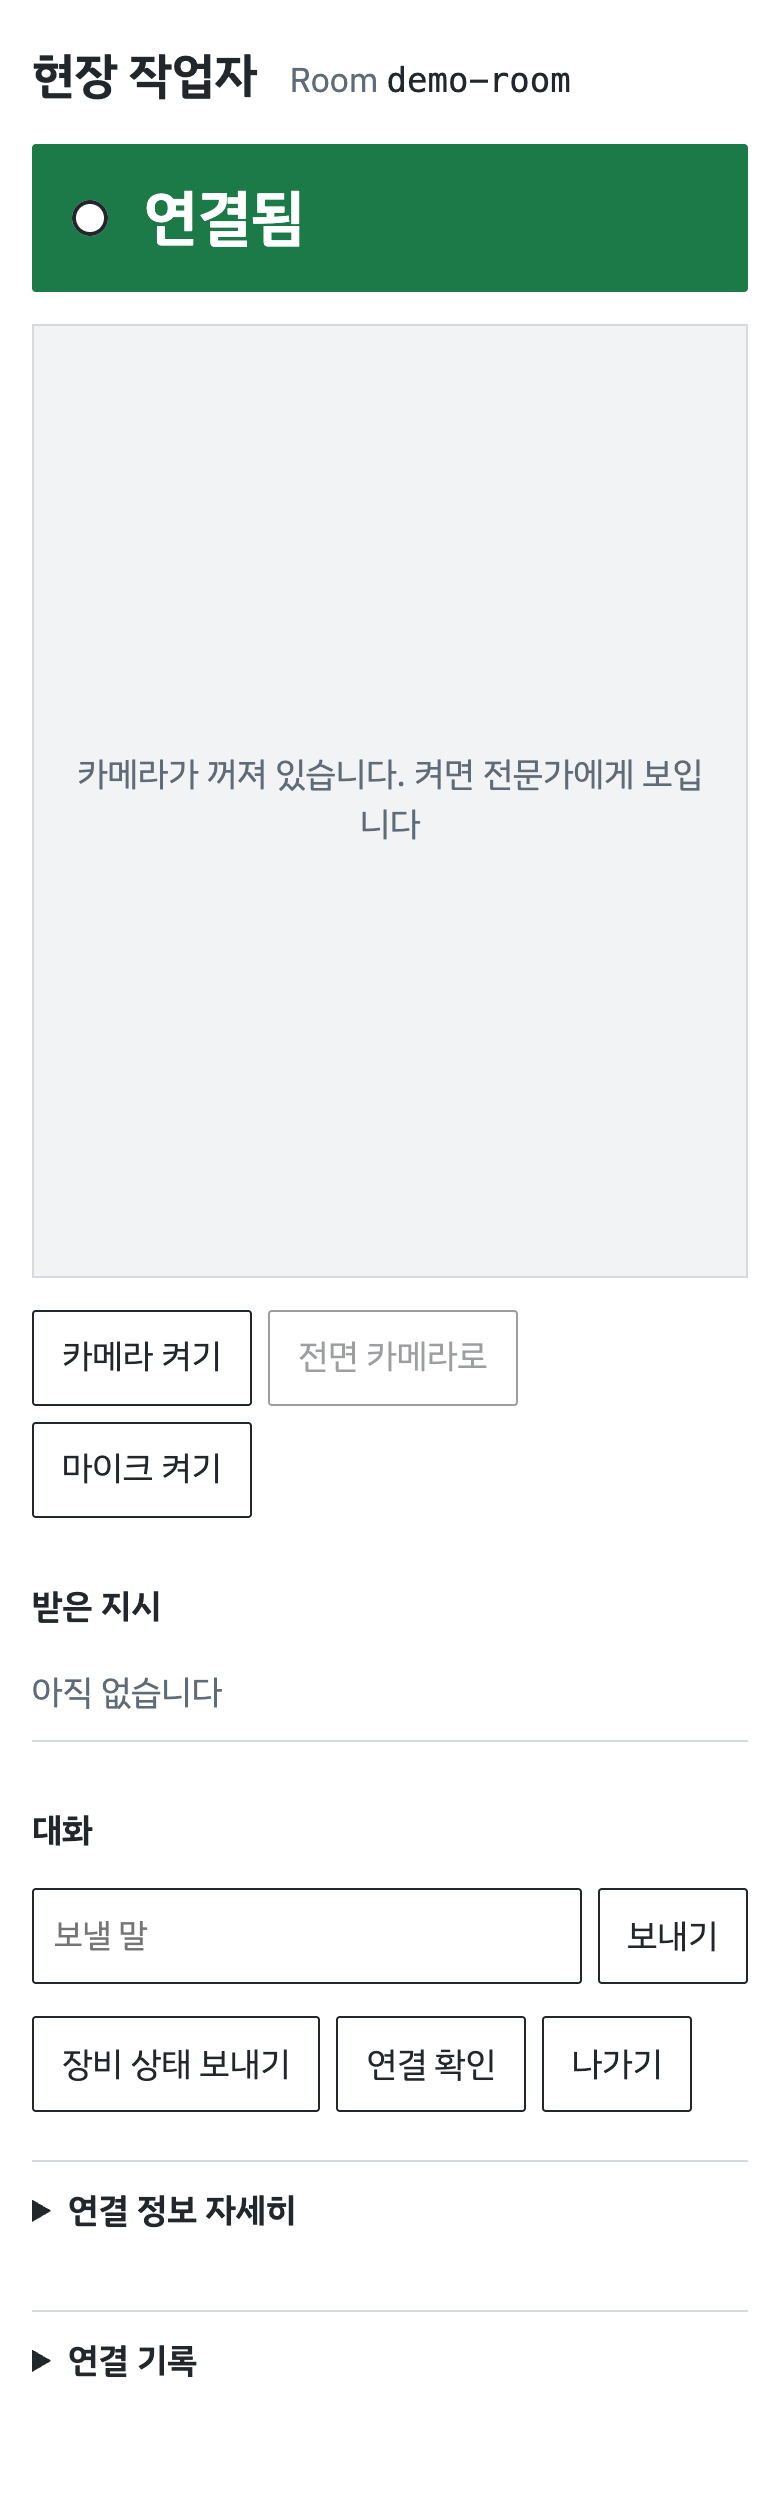 현장 작업자 Room demo-room
연결됨
카메라가 꺼져 있습니다. 켜면 전문가에게 보입
니다
카메라 켜기 전면 카메라로
마이크 켜기
받은 지시
아직 없습니다
대화
보낼 말 보내기
장비 상태 보내기 연결 확인 나가기
연결 정보 자세히
연결 기록